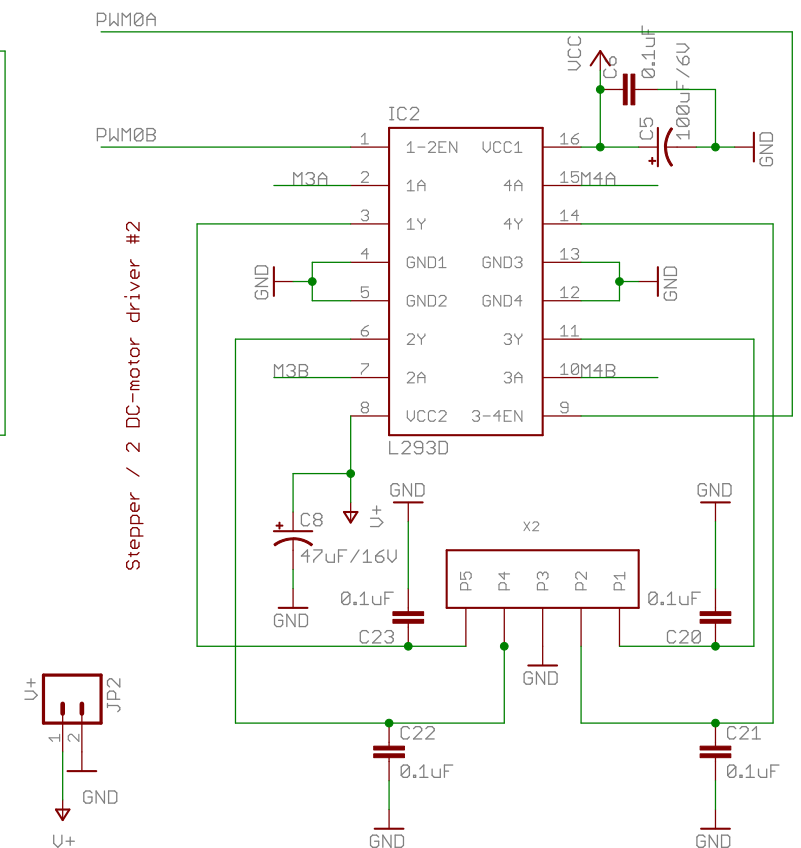 PWM0A
VCC
C6
0.1uF
100uF/6V
C5
GND
IC2
PWM0B
1
1-2EN
VCC1
16
M3A
2
1A
4A
15
M4A
3
1Y
4Y
14
4
GND1
GND3
13
GND
GND
5
GND2
GND4
12
6
2Y
3Y
11
M3B
7
2A
3A
10
M4B
8
VCC2
3-4EN
9
L293D
Stepper / 2 DC-motor driver #2
GND
GND
C8
V+
X2
47uF/16V
P5
P4
P3
P2
P1
0.1uF
0.1uF
GND
C23
C20
GND
V+
JP2
1
2
C22
C21
0.1uF
0.1uF
GND
V+
GND
GND